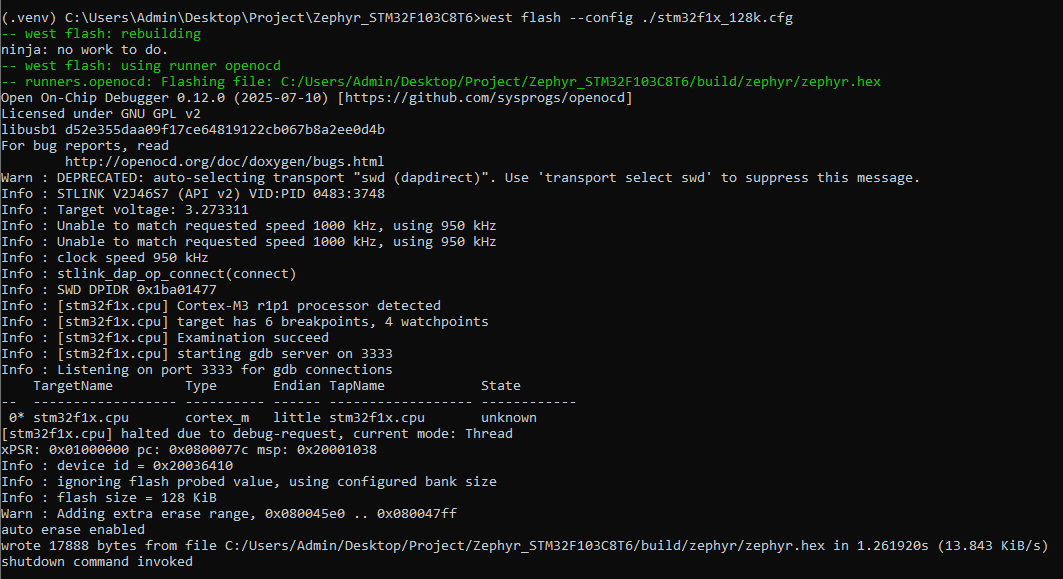 (.venv) C:\Users\Admin\Desktop\Project\Zephyr_STM32F103C8T6>west flash --config ./stm32f1x_128k.cfg
-- west flash: rebuilding
ninja: no work to do.
-- west flash: using runner openocd
-- runners.openocd: Flashing file: C:/Users/Admin/Desktop/Project/Zephyr_STM32F103C8T6/build/zephyr/zephyr.hex
Open On-Chip Debugger 0.12.0 (2025-07-10) [https://github.com/sysprogs/openocd]
Licensed under GNU GPL v2
libusb1 d52e355daa09f17ce64819122cb067b8a2ee0d4b
For bug reports, read
        http://openocd.org/doc/doxygen/bugs.html
Warn : DEPRECATED: auto-selecting transport "swd (dapdirect)". Use 'transport select swd' to suppress this message.
Info : STLINK V2J46S7 (API v2) VID:PID 0483:3748
Info : Target voltage: 3.273311
Info : Unable to match requested speed 1000 kHz, using 950 kHz
Info : Unable to match requested speed 1000 kHz, using 950 kHz
Info : clock speed 950 kHz
Info : stlink_dap_op_connect(connect)
Info : SWD DPIDR 0x1ba01477
Info : [stm32f1x.cpu] Cortex-M3 r1p1 processor detected
Info : [stm32f1x.cpu] target has 6 breakpoints, 4 watchpoints
Info : [stm32f1x.cpu] Examination succeed
Info : [stm32f1x.cpu] starting gdb server on 3333
Info : Listening on port 3333 for gdb connections
    TargetName         Type       Endian TapName            State
--  ------------------ ---------- ------ ------------------ ------------
 0* stm32f1x.cpu       cortex_m   little stm32f1x.cpu       unknown
[stm32f1x.cpu] halted due to debug-request, current mode: Thread
xPSR: 0x01000000 pc: 0x0800077c msp: 0x20001038
Info : device id = 0x20036410
Info : ignoring flash probed value, using configured bank size
Info : flash size = 128 KiB
Warn : Adding extra erase range, 0x080045e0 .. 0x080047ff
auto erase enabled
wrote 17888 bytes from file C:/Users/Admin/Desktop/Project/Zephyr_STM32F103C8T6/build/zephyr/zephyr.hex in 1.261920s (13.843 KiB/s)
shutdown command invoked